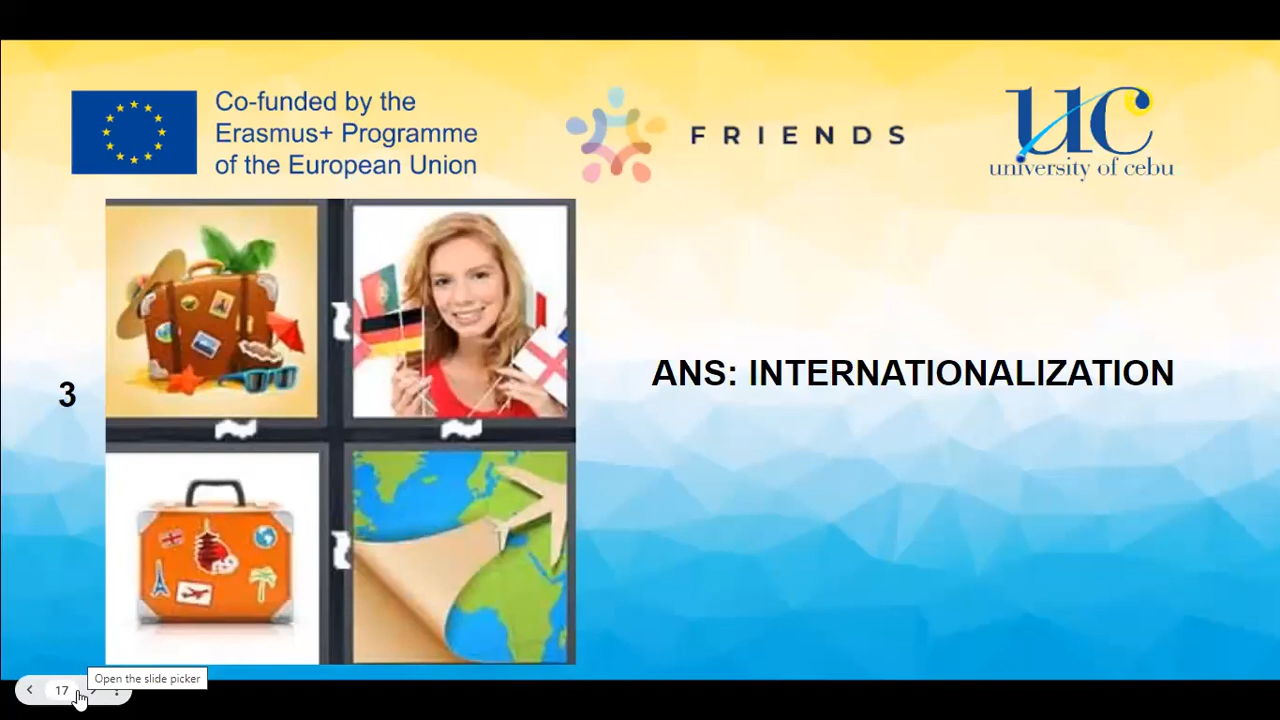 Co-funded by the
Erasmus+ Programme
of the European Union
FRIENDS
uc
university of cebu
3
ANS: INTERNATIONALIZATION
Open the slide picker
17